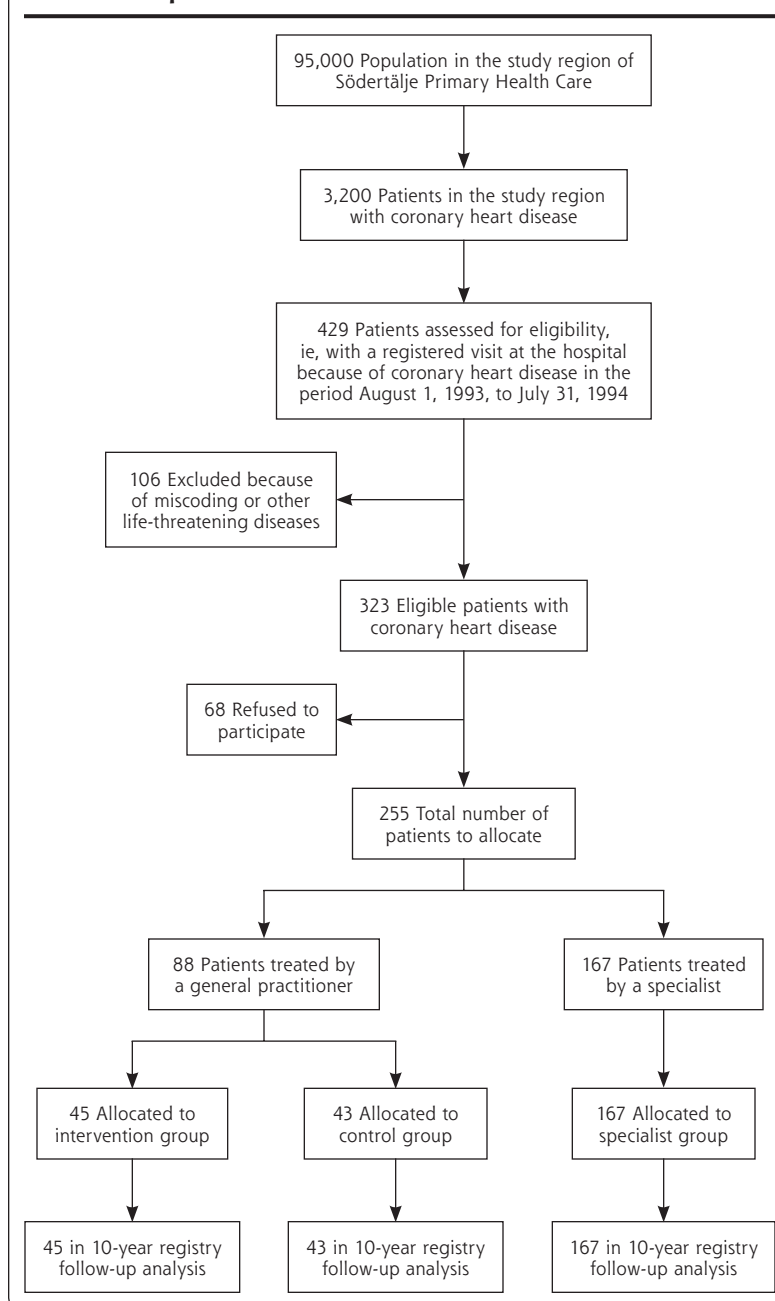 95,000 Population in the study region of
Södertälje Primary Health Care
3,200 Patients in the study region
with coronary heart disease
429 Patients assessed for eligibility,
ie, with a registered visit at the hospital
because of coronary heart disease in the
period August 1, 1993, to July 31, 1994
106 Excluded because
of miscoding or other
life-threatening diseases
323 Eligible patients with
coronary heart disease
68 Refused to
participate
255 Total number of
patients to allocate
88 Patients treated by
a general practitioner
167 Patients treated
by a specialist
45 Allocated to
intervention group
43 Allocated to
control group
167 Allocated to
specialist group
45 in 10-year registry
follow-up analysis
43 in 10-year registry
follow-up analysis
167 in 10-year registry
follow-up analysis